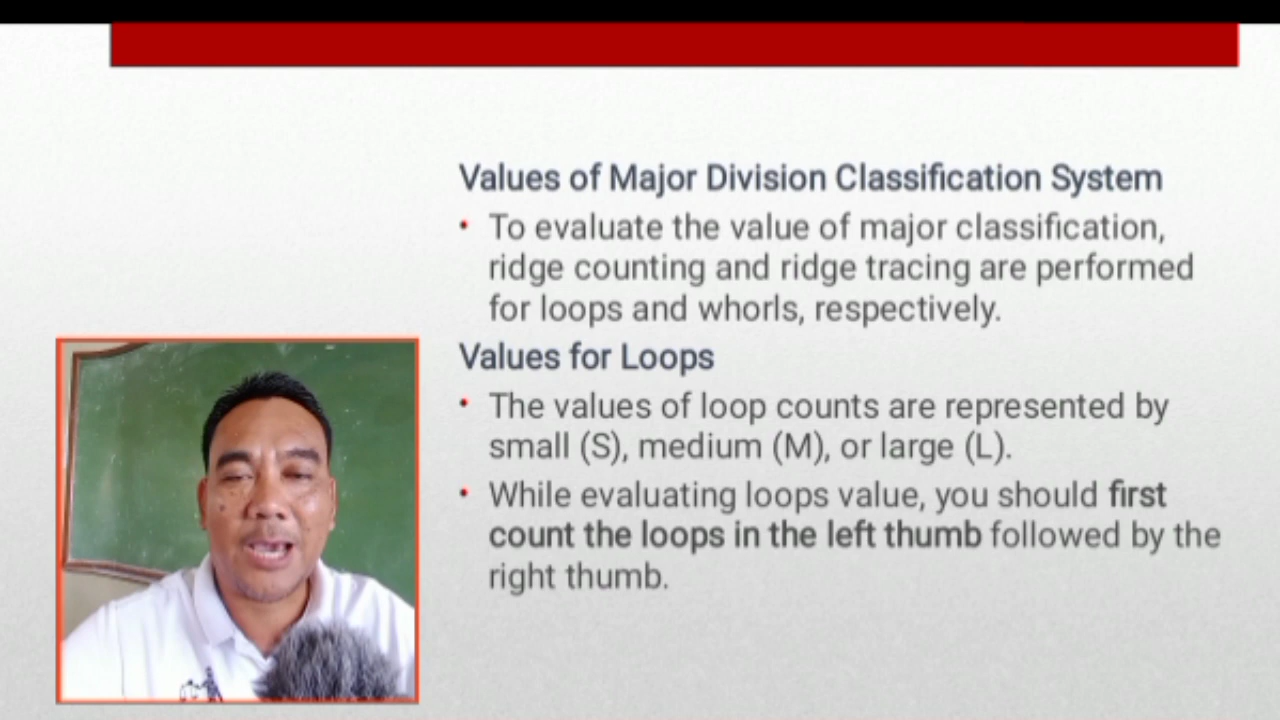 Values of Major Division Classification System
• To evaluate the value of major classification,
ridge counting and ridge tracing are performed
for loops and whorls, respectively.
Values for Loops
• The values of loop counts are represented by
small (S), medium (M), or large (L).
• While evaluating loops value, you should first
count the loops in the left thumb followed by the
right thumb.